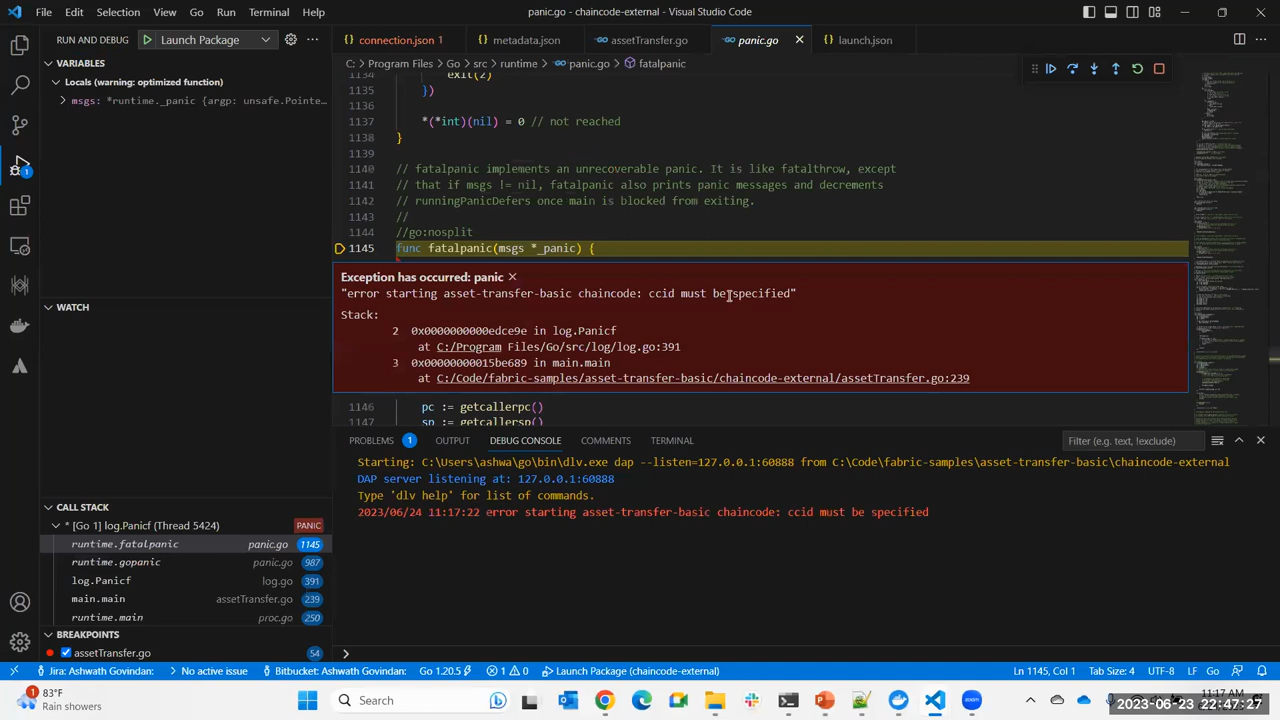 File Edit Selection View Go Run Terminal Help
panic.go - chaincode-external - Visual Studio Code
RUN AND DEBUG Launch Package
connection.json 1 metadata.json assetTransfer.go panic.go launch.json
C: > Program Files > Go > src > runtime > panic.go > fatalpanic
VARIABLES
Locals (warning: optimized function)
msgs: *runtime._panic {argp: unsafe.Pointe...
1134 exit(2)
1135 })
1136
1137 *(*int)(nil) = 0 // not reached
1138 }
1139
1140 // fatalpanic implements an unrecoverable panic. It is like fatalthrow, except
1141 // that if msgs != nil, fatalpanic also prints panic messages and decrements
1142 // runningPanicDefers once main is blocked from exiting.
1143 //
1144 //go:nosplit
1145 func fatalpanic(msgs *_panic) {
Exception has occurred: panic
"error starting asset-transfer-basic chaincode: ccid must be specified"
Stack:
2 0x0000000000edce9e in log.Panicf
at C:/Program Files/Go/src/log/log.go:391
in main.main
at C:/code/fabric-samples/asset-transfer-basic/chaincode-external/assetTransfer.go:239
1146 pc := getcallerpc()
1147 sp := getcallersp()
WATCH
CALL STACK
* [Go 1] log.Panicf (Thread 5424) PANIC
runtime.fatalpanic panic.go 1145
runtime.gopanic panic.go 987
log.Panicf log.go 391
main.main assetTransfer.go 239
runtime.main proc.go 250
BREAKPOINTS
assetTransfer.go 54
PROBLEMS 1 OUTPUT DEBUG CONSOLE COMMENTS TERMINAL
Filter (e.g. text, !exclude)
Starting: C:\Users\ashwa\go\bin\dlv.exe dap --listen=127.0.0.1:60888 from C:\Code\fabric-samples\asset-transfer-basic\chaincode-external
DAP server listening at: 127.0.0.1:60888
Type 'dlv help' for list of commands.
2023/06/24 11:17:22 error starting asset-transfer-basic chaincode: ccid must be specified
Jira: Ashwath Govindan: No active issue Bitbucket: Ashwath Govindan: Go 1.20.5 1 0 Launch Package (chaincode-external)
Ln 1145, Col 1 Tab Size: 4 UTF-8 LF Go
1
83°F
Rain showers
Search
11:17 AM
2023-06-23 22:47:27